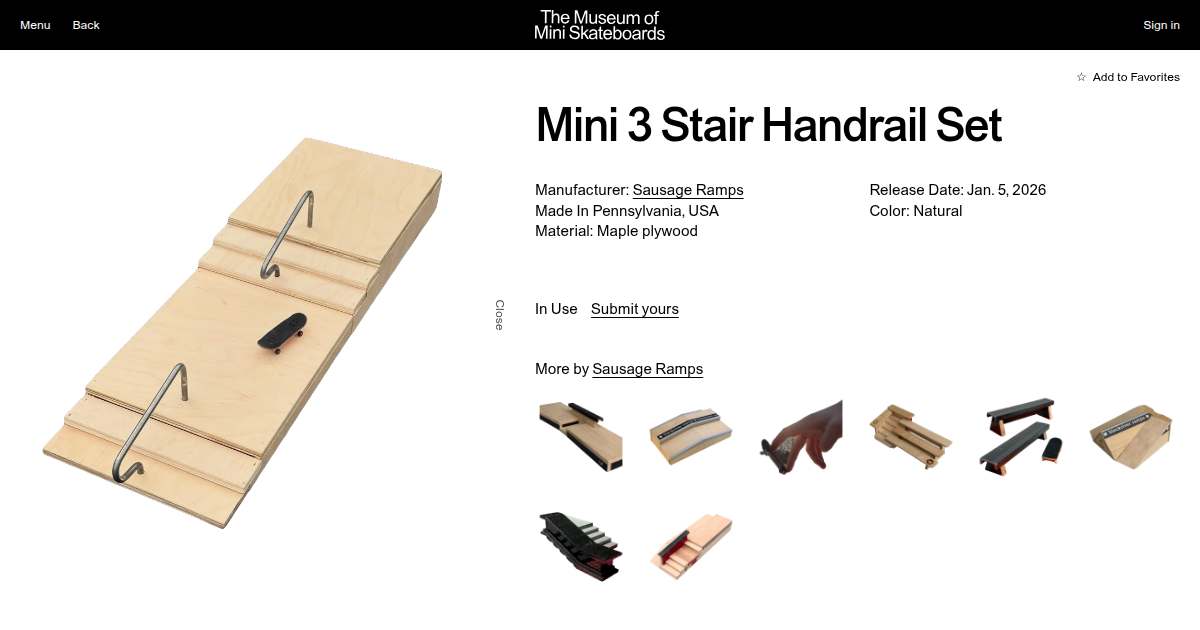 Menu
Back
The Museum of
Mini Skateboards
Sign in
☆ Add to Favorites
Mini 3 Stair Handrail Set
Manufacturer: Sausage Ramps
Made In Pennsylvania, USA
Material: Maple plywood
Release Date: Jan. 5, 2026
Color: Natural
Close
In Use
Submit yours
More by Sausage Ramps